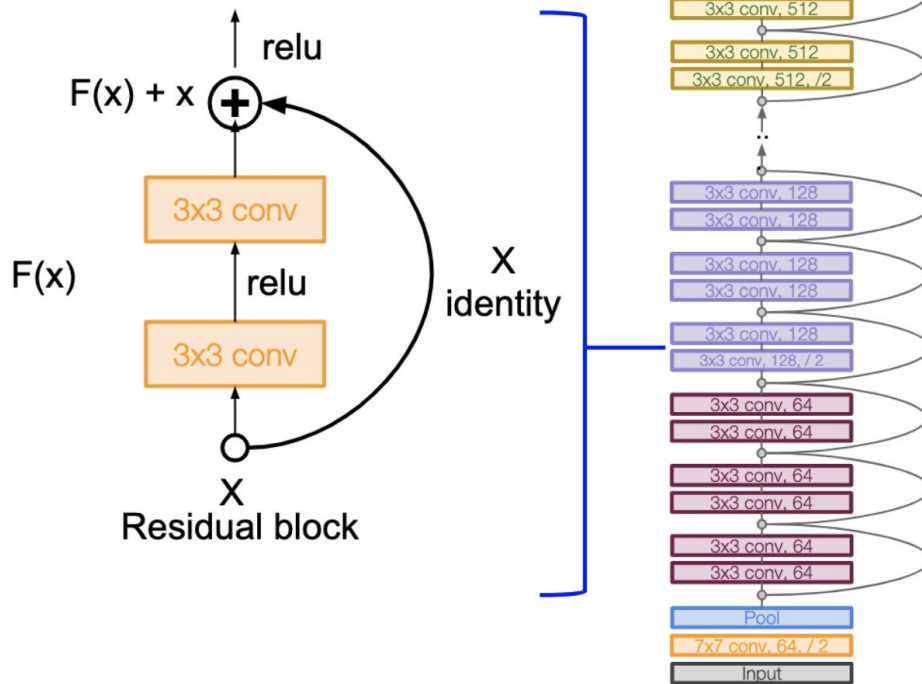 relu
F(x) + x
+
3x3 conv
F(x)
relu
X
identity
3x3 conv
X
Residual block
3x3 conv, 512
3x3 conv, 512
3x3 conv, 512, /2
..
3x3 conv, 128
3x3 conv, 128
3x3 conv, 128
3x3 conv, 128
3x3 conv, 128
3x3 conv, 128, / 2
3x3 conv, 64
3x3 conv, 64
3x3 conv, 64
3x3 conv, 64
3x3 conv, 64
3x3 conv, 64
Pool
7x7 conv, 64, / 2
Input